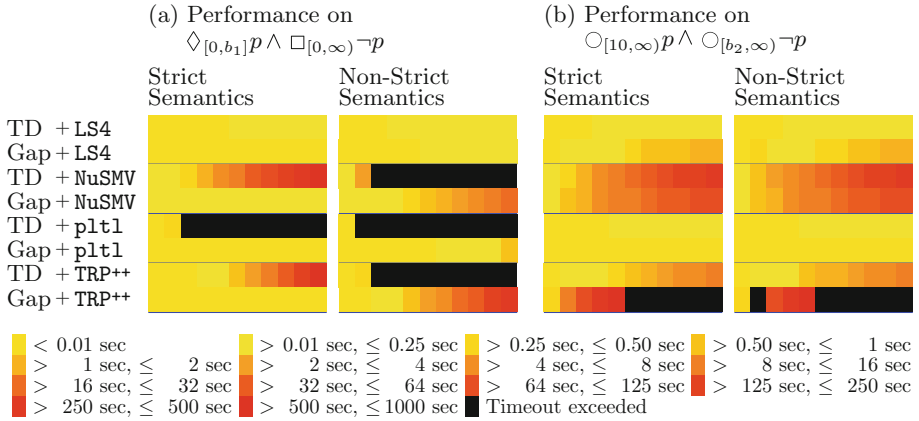 (a) Performance on
◊[0,b₁]p ∧ □[0,∞)¬p
(b) Performance on
○[10,∞)p ∧ ○[b₂,∞)¬p
Strict Semantics
Non-Strict Semantics
Strict Semantics
Non-Strict Semantics
TD + LS4
Gap + LS4
TD + NuSMV
Gap + NuSMV
TD + pltl
Gap + pltl
TD + TRP++
Gap + TRP++
< 0.01 sec > 0.01 sec, ≤ 0.25 sec > 0.25 sec, ≤ 0.50 sec > 0.50 sec, ≤ 1 sec
> 1 sec, ≤ 2 sec > 2 sec, ≤ 4 sec > 4 sec, ≤ 8 sec > 8 sec, ≤ 16 sec
> 16 sec, ≤ 32 sec > 32 sec, ≤ 64 sec > 64 sec, ≤ 125 sec > 125 sec, ≤ 250 sec
> 250 sec, ≤ 500 sec > 500 sec, ≤1000 sec Timeout exceeded